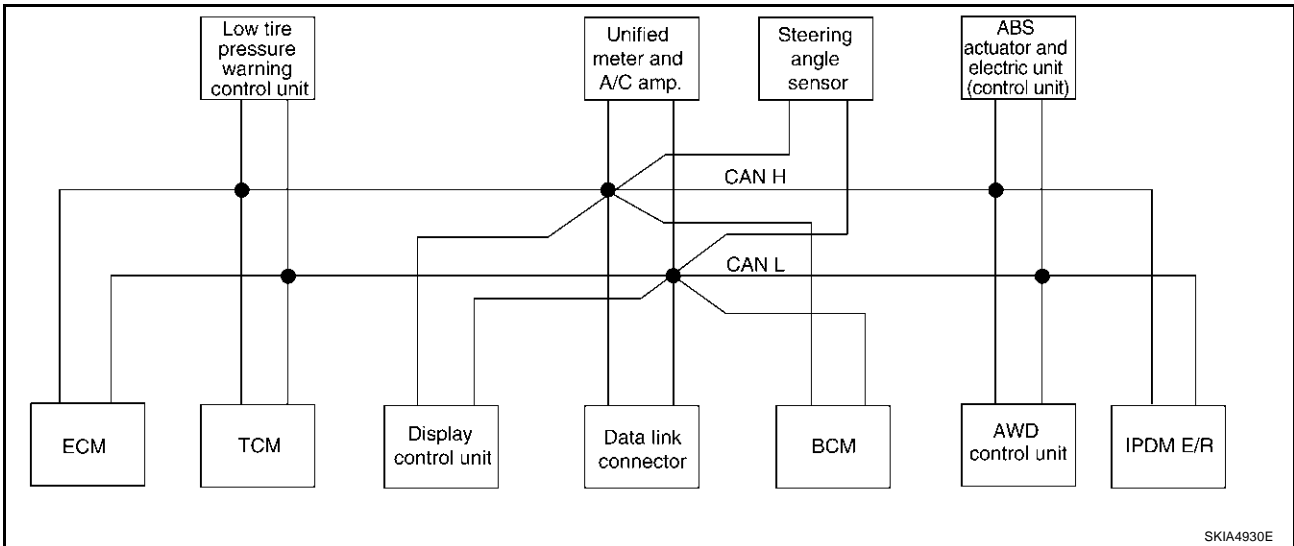 Low tire
pressure
warning
control unit
Unified
meter and
A/C amp.
Steering
angle
sensor
ABS
actuator and
electric unit
(control unit)
CAN H
CAN L
ECM
TCM
Display
control unit
Data link
connector
BCM
AWD
control unit
IPDM E/R
SKIA4930E